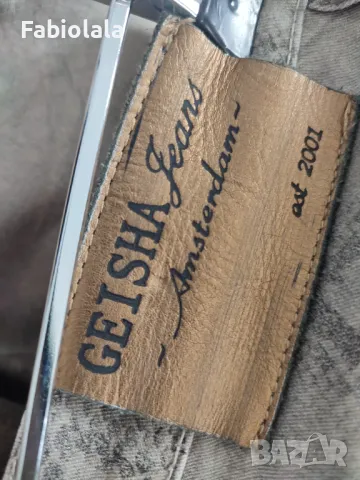 Fabiolala
GEISHA Jeans
~ Amsterdam ~
est 2001
BAZAR